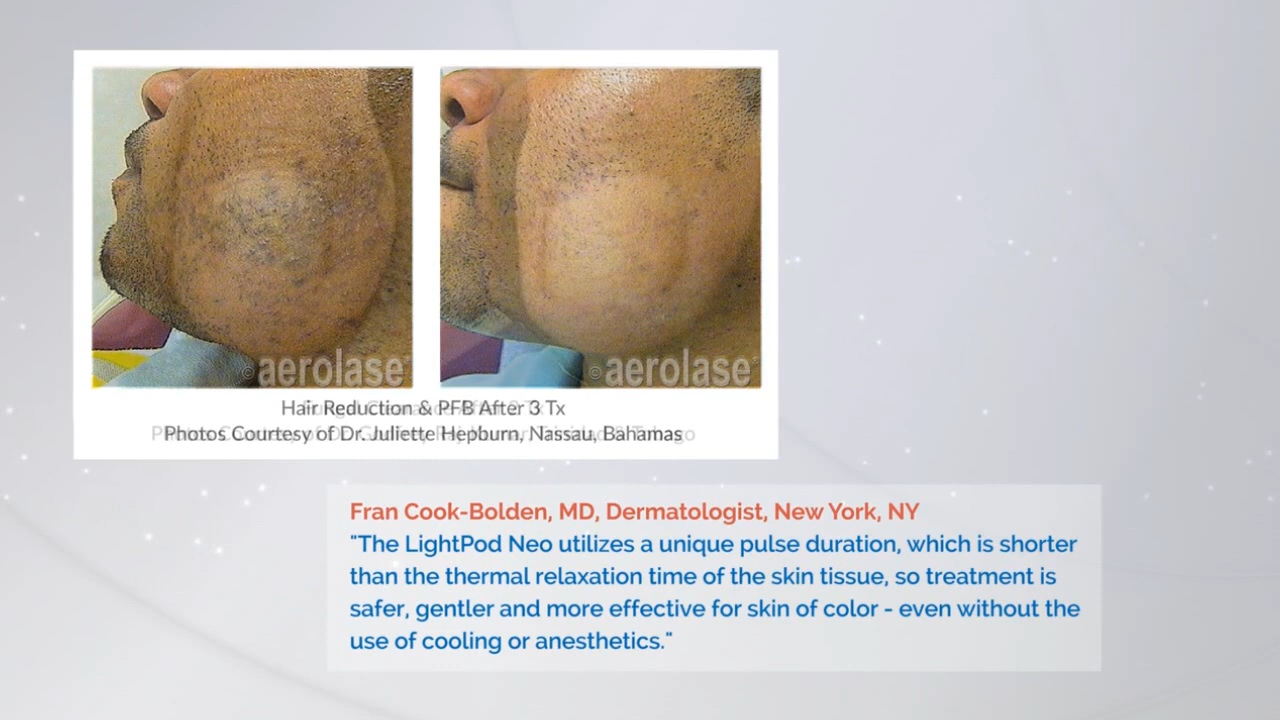 ©aerolase
©aerolase
Hair Reduction & PFB After 3 Tx
Photos Courtesy of Dr. Juliette Hepburn, Nassau, Bahamas
Fran Cook-Bolden, MD, Dermatologist, New York, NY
"The LightPod Neo utilizes a unique pulse duration, which is shorter
than the thermal relaxation time of the skin tissue, so treatment is
safer, gentler and more effective for skin of color - even without the
use of cooling or anesthetics."